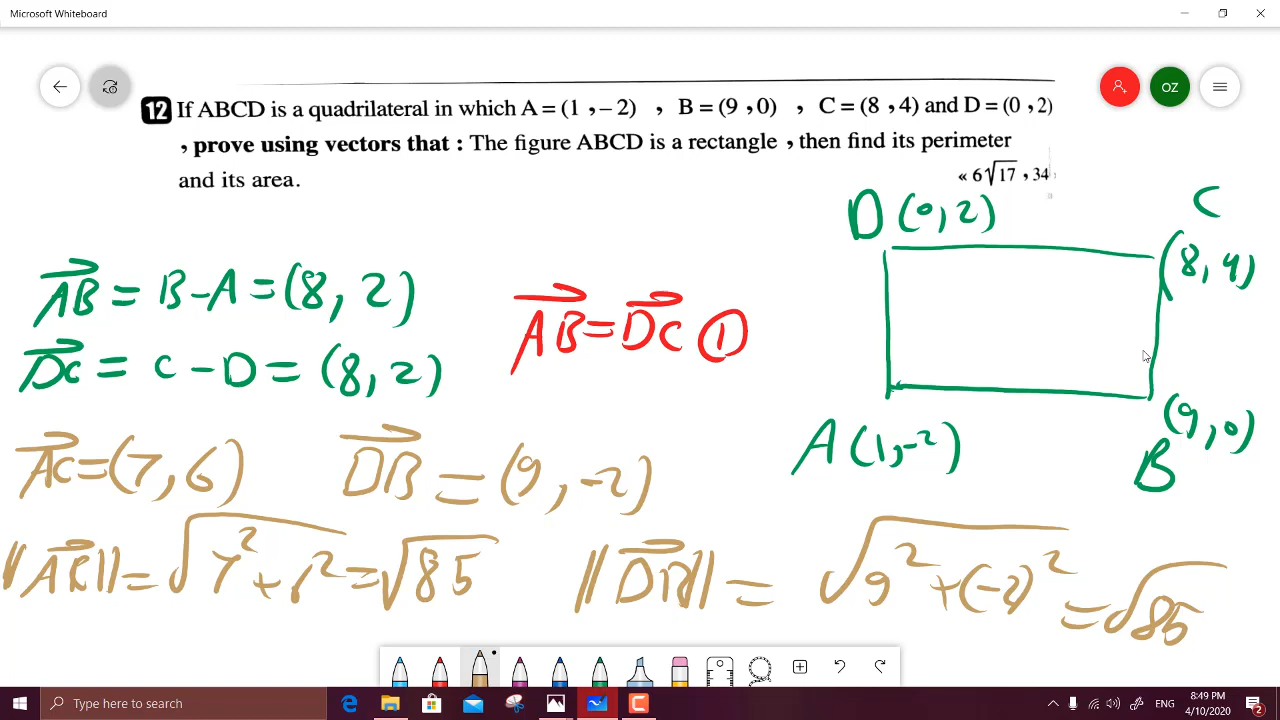 Microsoft Whiteboard
OZ
12 If ABCD is a quadrilateral in which A = (1 , – 2) , B = (9 , 0) , C = (8 , 4) and D = (0 , 2)
, prove using vectors that : The figure ABCD is a rectangle , then find its perimeter
and its area.
« 6√17 , 34
D (0, 2)
C
(8, 4)
AB = B - A = (8, 2)
AB = DC ①
DC = C - D = (8, 2)
A (1, -2)
(9, 0)
B
AC = (7, 6)
DB = (9, -2)
= √85
= √9² + (-2)² = √85
Type here to search
ENG
8:49 PM
4/10/2020
2